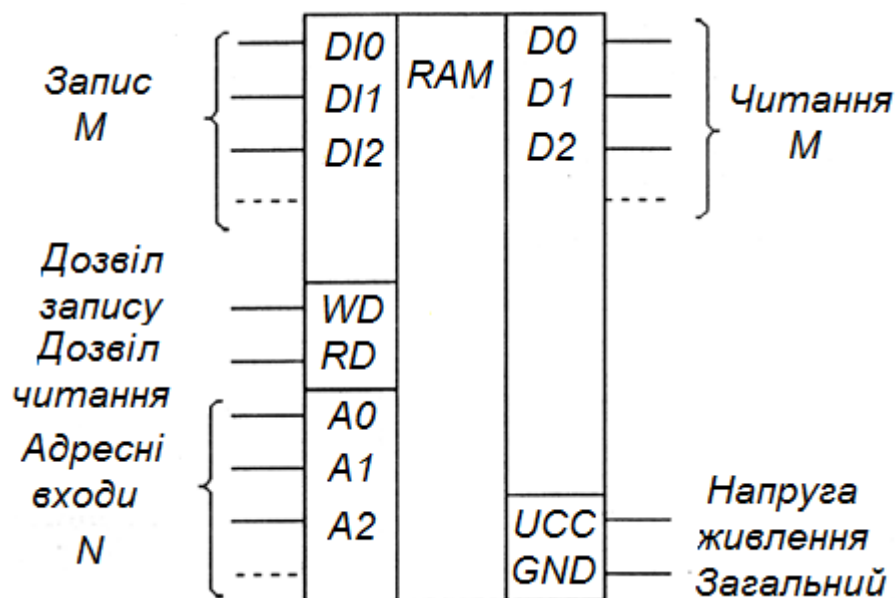 Запис
M
DI0
DI1
DI2
RAM
D0
D1
D2
Читання
M
Дозвіл
запису
Дозвіл
читання
WD
RD
Адресні
входи
N
A0
A1
A2
UCC
GND
Напруга
живлення
Загальний